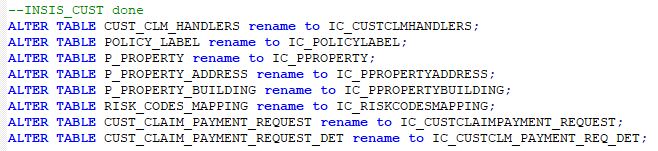 --INSIS_CUST done
ALTER TABLE CUST_CLM_HANDLERS rename to IC_CUSTCLMHANDLERS;
ALTER TABLE POLICY_LABEL rename to IC_POLICYLABEL;
ALTER TABLE P_PROPERTY rename to IC_PPROPERTY;
ALTER TABLE P_PROPERTY_ADDRESS rename to IC_PPROPERTYADDRESS;
ALTER TABLE P_PROPERTY_BUILDING rename to IC_PPROPERTYBUILDING;
ALTER TABLE RISK_CODES_MAPPING rename to IC_RISKCODESMAPPING;
ALTER TABLE CUST_CLAIM_PAYMENT_REQUEST rename to IC_CUSTCLAIMPAYMENT_REQUEST;
ALTER TABLE CUST_CLAIM_PAYMENT_REQUEST_DET rename to IC_CUSTCLM_PAYMENT_REQ_DET;